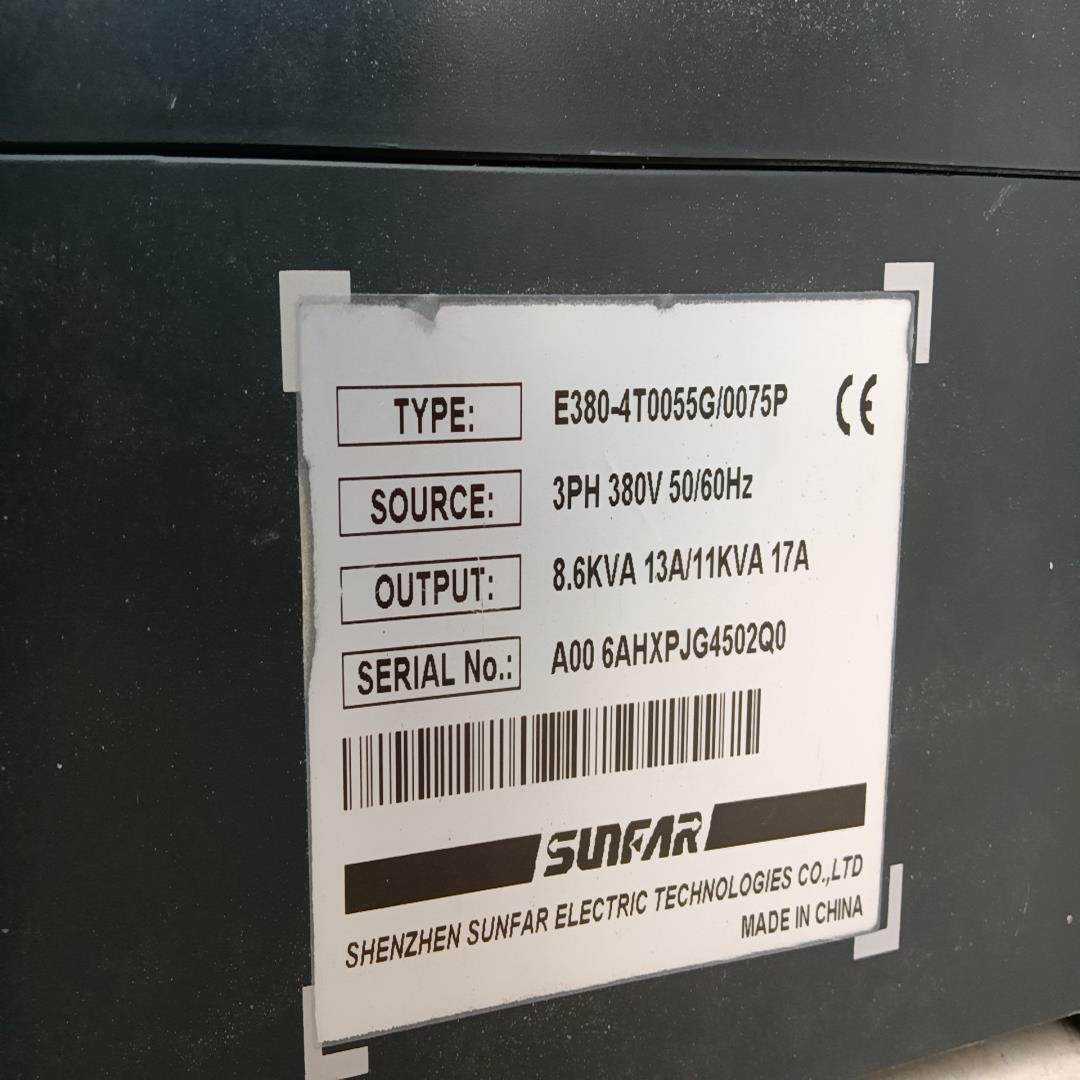 TYPE: E380-4T0055G/0075P CE
SOURCE: 3PH 380V 50/60Hz
OUTPUT: 8.6KVA 13A/11KVA 17A
SERIAL No.: A00 6AHXPJG4502Q0
SUNFAR
SHENZHEN SUNFAR ELECTRIC TECHNOLOGIES CO.,LTD
MADE IN CHINA